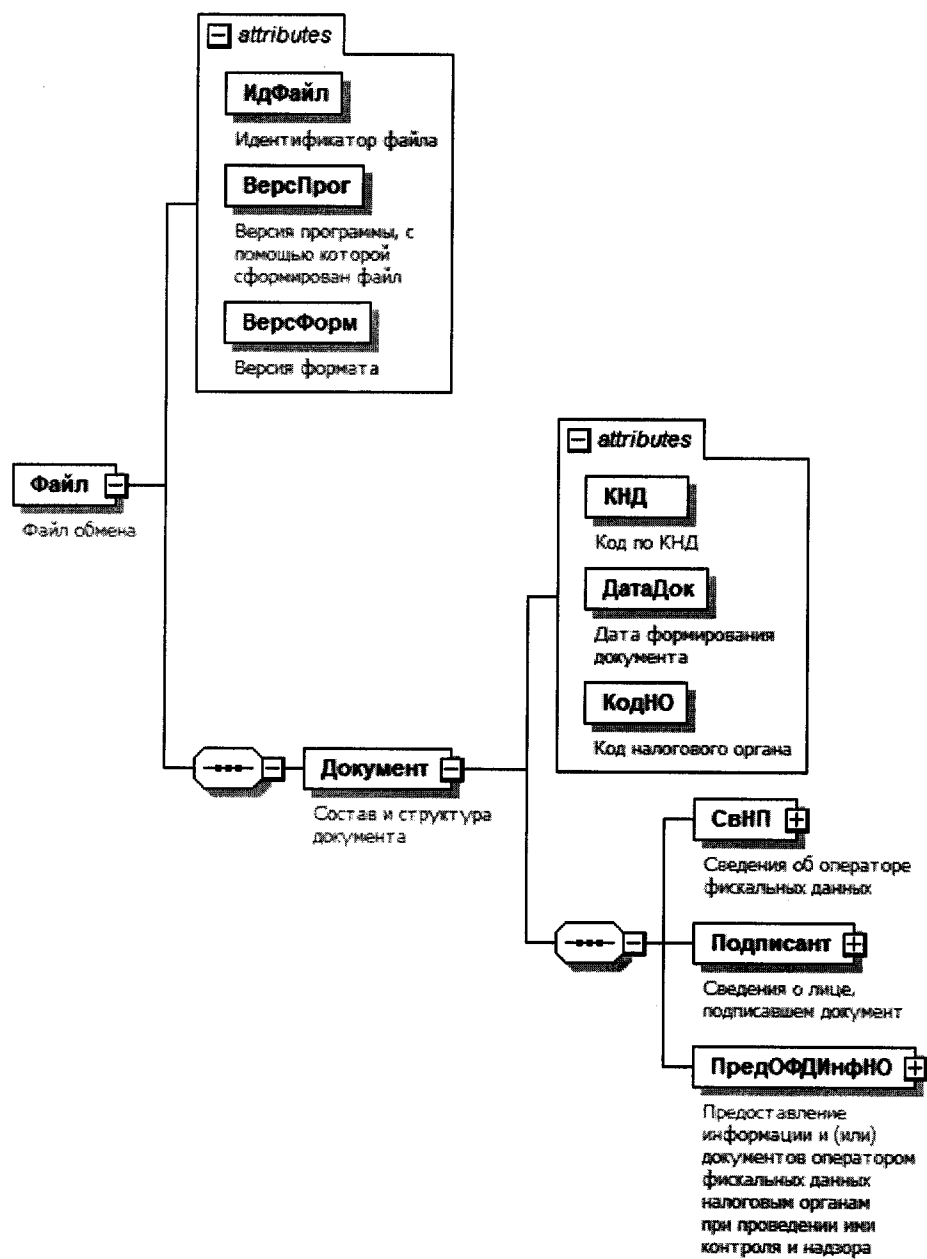 attributes
ИдФайл
Идентификатор файла
ВерсПрог
Версия программы, с
помощью которой
сформирован файл
ВерсФорм
Версия формата
Файл
Файл обмена
attributes
КНД
Код по КНД
ДатаДок
Дата формирования
документа
КодНО
Код налогового органа
Документ
Состав и структура
документа
СвНП
Сведения об операторе
фискальных данных
Подписант
Сведения о лице,
подписавшем документ
ПредОФДИнфНО
Предоставление
информации и (или)
документов оператором
фискальных данных
налоговым органам
при проведении ими
контроля и надзора